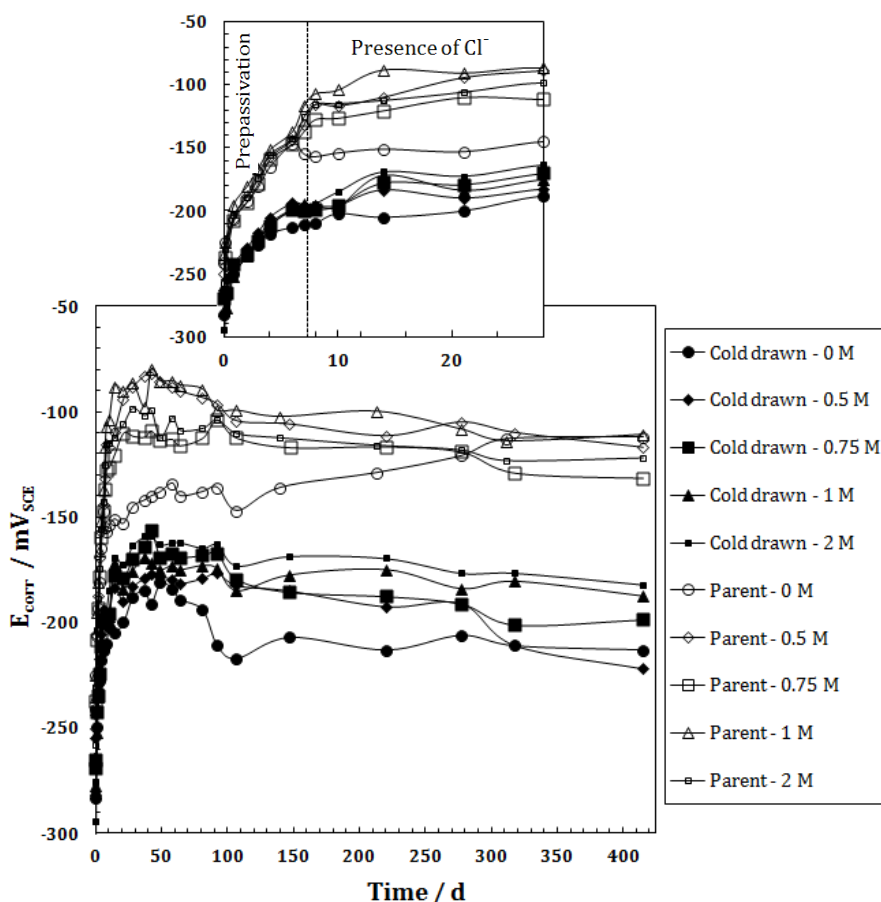 -50
-100
-150
-200
-250
-300
Prepassivation
Presence of Cl⁻
0
10
20
-50
-100
-150
-200
-250
-300
E_CORR / mV_SCE
0
50
100
150
200
250
300
350
400
Time / d
Cold drawn - 0 M
Cold drawn - 0.5 M
Cold drawn - 0.75 M
Cold drawn - 1 M
Cold drawn - 2 M
Parent - 0 M
Parent - 0.5 M
Parent - 0.75 M
Parent - 1 M
Parent - 2 M